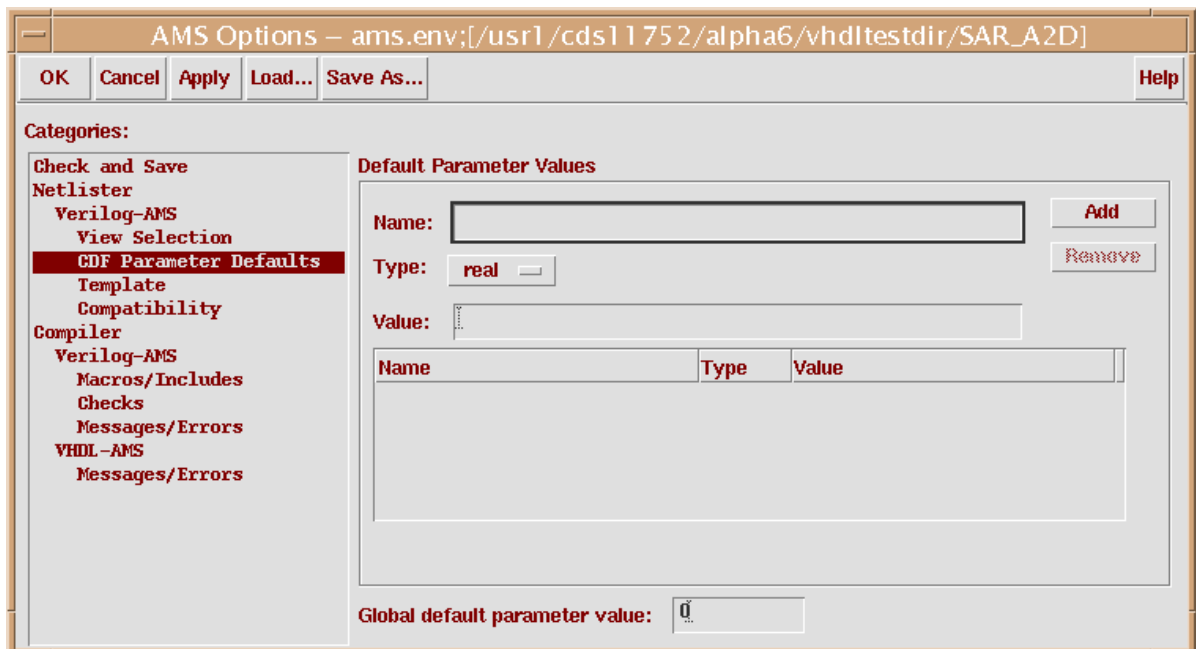 AMS Options – ams.env;[/usr1/cds11752/alpha6/vhdltestdir/SAR_A2D]
OK Cancel Apply Load... Save As... Help
Categories:
Check and Save
Netlister
Verilog-AMS
View Selection
CDF Parameter Defaults
Template
Compatibility
Compiler
Verilog-AMS
Macros/Includes
Checks
Messages/Errors
VHDL-AMS
Messages/Errors
Default Parameter Values
Name: Add
Type: real Remove
Value:
Name Type Value
Global default parameter value: 0